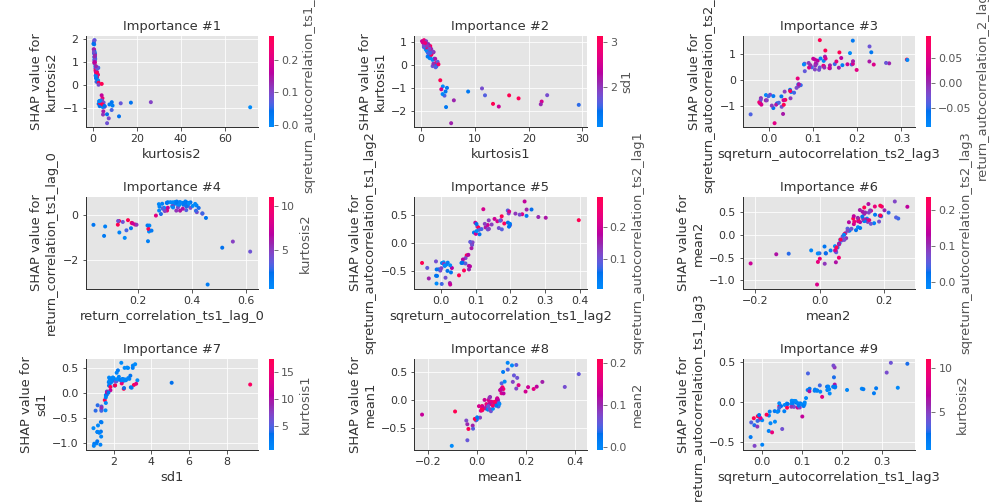 Importance #1
SHAP value for
kurtosis2
2
1
0
−1
0
20
40
60
kurtosis2
0.2
0.1
0.0
sqreturn_autocorrelation_ts1_
Importance #2
SHAP value for
kurtosis1
1
0
−1
−2
0
10
20
30
kurtosis1
3
2
sd1
Importance #3
SHAP value for
sqreturn_autocorrelation_ts2_
1
0
−1
0.0
0.1
0.2
0.3
sqreturn_autocorrelation_ts2_lag3
0.05
0.00
−0.05
return_autocorrelation_2_la
Importance #4
SHAP value for
return_correlation_ts1_lag_0
0
−2
0.2
0.4
0.6
return_correlation_ts1_lag_0
10
5
kurtosis2
Importance #5
SHAP value for
sqreturn_autocorrelation_ts1_lag2
0.5
0.0
−0.5
0.0
0.1
0.2
0.3
0.4
sqreturn_autocorrelation_ts1_lag2
0.2
0.1
sqreturn_autocorrelation_ts2_lag1
Importance #6
SHAP value for
mean2
0.5
0.0
−0.5
−1.0
−0.2
0.0
0.2
mean2
0.2
0.1
0.0
sqreturn_autocorrelation_ts2_lag3
Importance #7
SHAP value for
sd1
0.5
0.0
−0.5
−1.0
2
4
6
8
sd1
15
10
5
kurtosis1
Importance #8
SHAP value for
mean1
0.5
0.0
−0.5
−0.2
0.0
0.2
0.4
mean1
0.2
0.1
0.0
mean2
Importance #9
SHAP value for
sqreturn_autocorrelation_ts1_lag3
0.5
0.0
−0.5
0.0
0.1
0.2
0.3
sqreturn_autocorrelation_ts1_lag3
10
5
kurtosis2